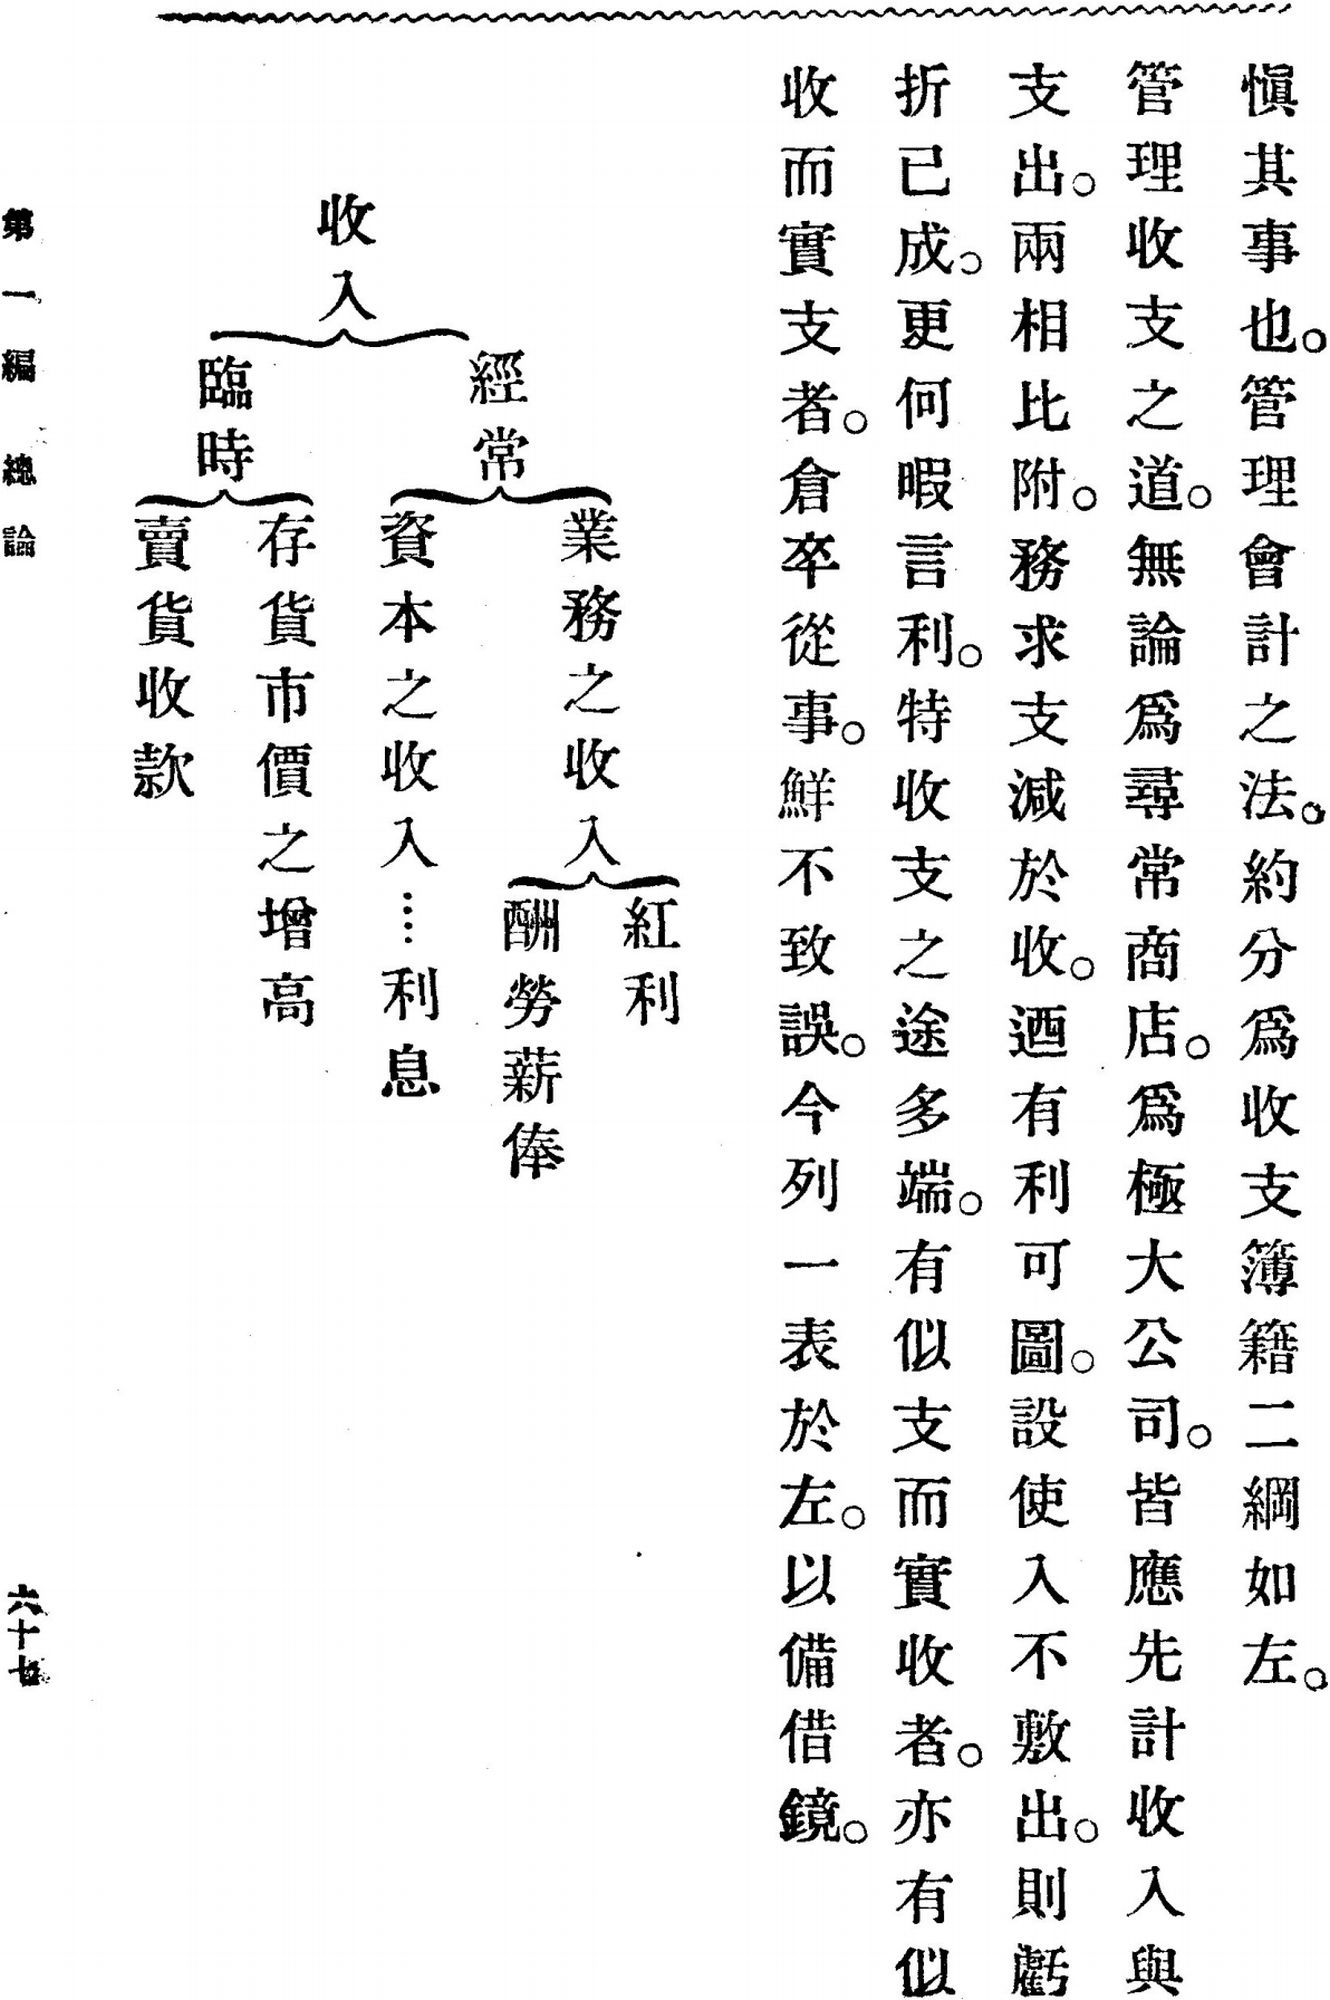 愼其事也。管理會計之法。約分爲收支簿籍二綱如左。
管理收支之道。無論爲尋常商店。爲極大公司。皆應先計收入與
支出。兩相比附。務求支減於收。迺有利可圖。設使入不敷出。則虧
折已成。更何暇言利。特收支之途多端。有似支而實收者。亦有似
收而實支者。倉卒從事。鮮不致誤。今列一表於左。以備借鏡。
收入
經常
業務之收入
紅利
酬勞薪俸
資本之收入……利息
臨時
存貨市價之增高
賣貨收款
第一編 總論
六十七